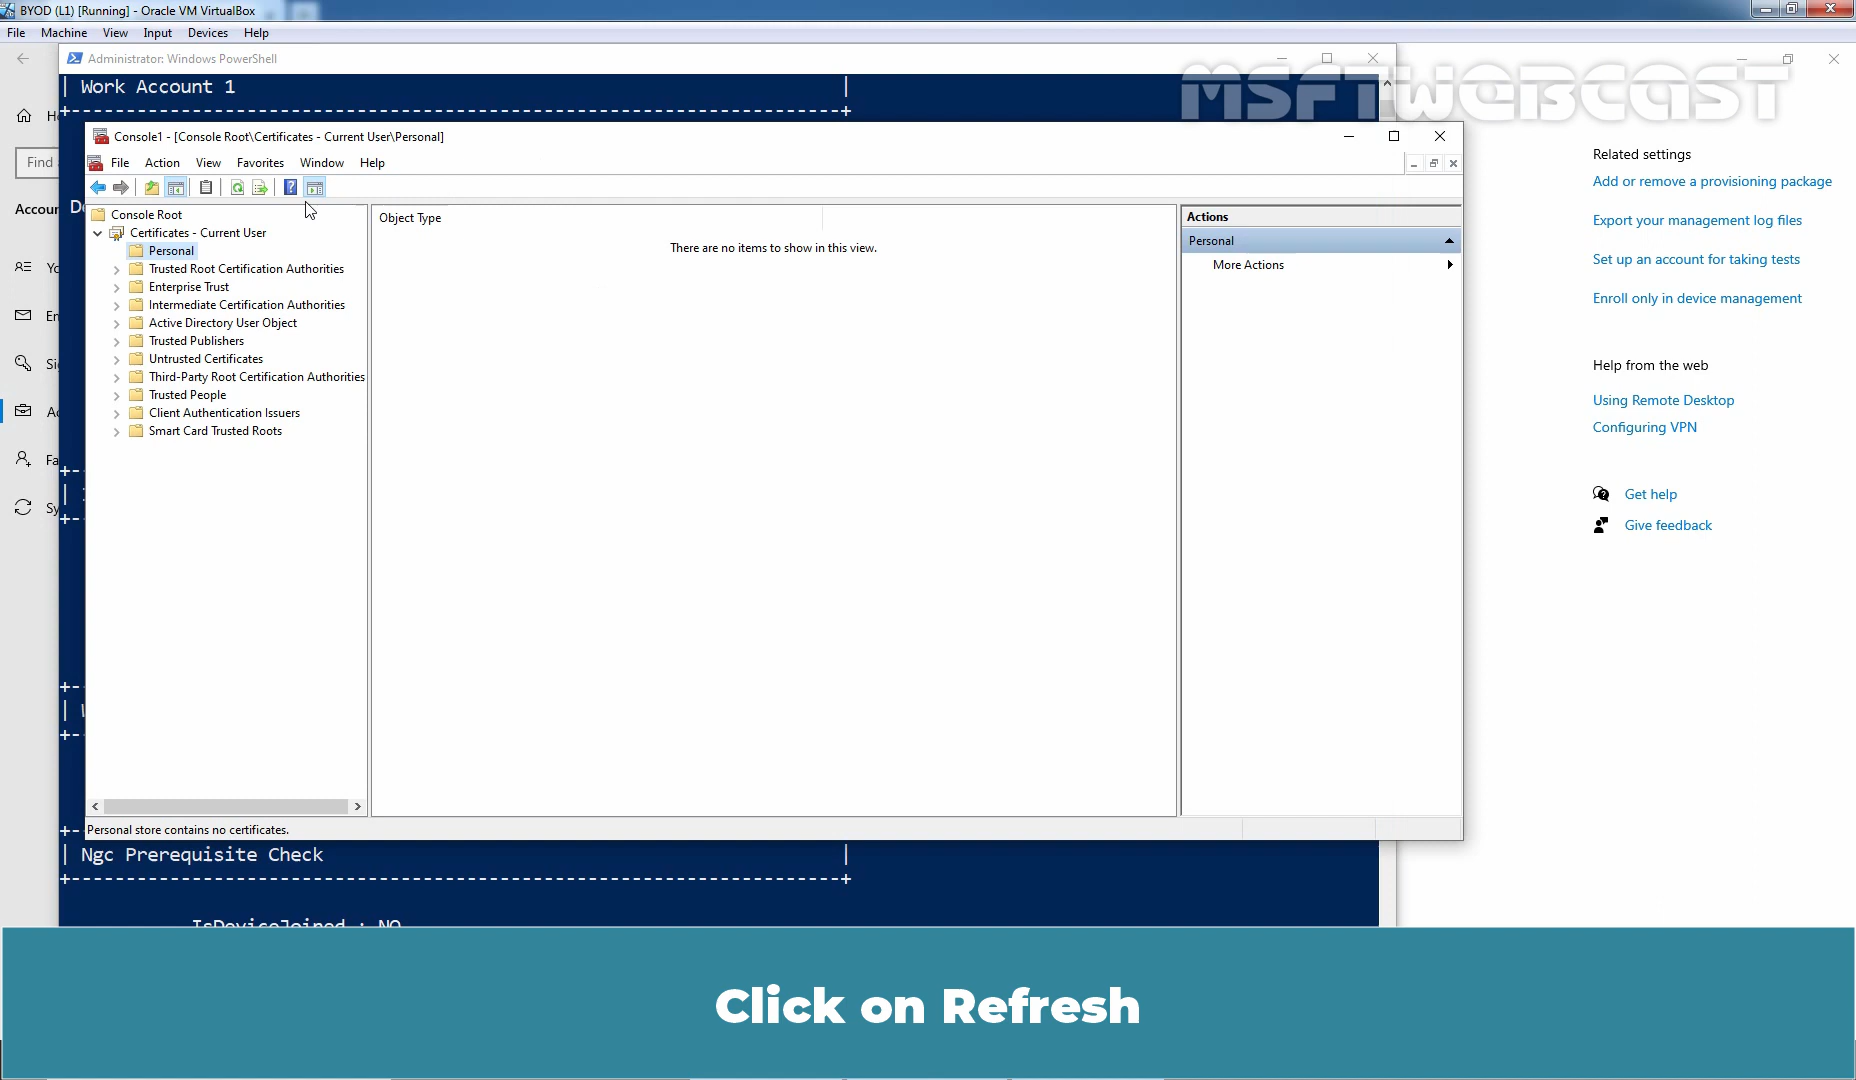 BYOD (L1) [Running] - Oracle VM VirtualBox
File Machine View Input Devices Help
Administrator: Windows PowerShell
| Work Account 1 |
+----------------------------------------------------------------------+
MSFTWEBCAST
Console1 - [Console Root\Certificates - Current User\Personal]
File Action View Favorites Window Help
Find
Console Root
Certificates - Current User
Personal
Trusted Root Certification Authorities
Enterprise Trust
Intermediate Certification Authorities
Active Directory User Object
Trusted Publishers
Untrusted Certificates
Third-Party Root Certification Authorities
Trusted People
Client Authentication Issuers
Smart Card Trusted Roots
Object Type
There are no items to show in this view.
Actions
Personal
More Actions
Personal store contains no certificates.
Related settings
Add or remove a provisioning package
Export your management log files
Set up an account for taking tests
Enroll only in device management
Help from the web
Using Remote Desktop
Configuring VPN
Get help
Give feedback
| Ngc Prerequisite Check |
+----------------------------------------------------------------------+
IsDeviceJoined : NO
Click on Refresh